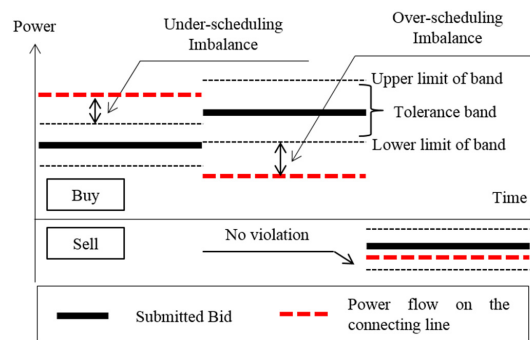 Power
Under-scheduling
Imbalance
Over-scheduling
Imbalance
Upper limit of band
Tolerance band
Lower limit of band
Buy
Time
Sell
No violation
Submitted Bid
Power flow on the
connecting line